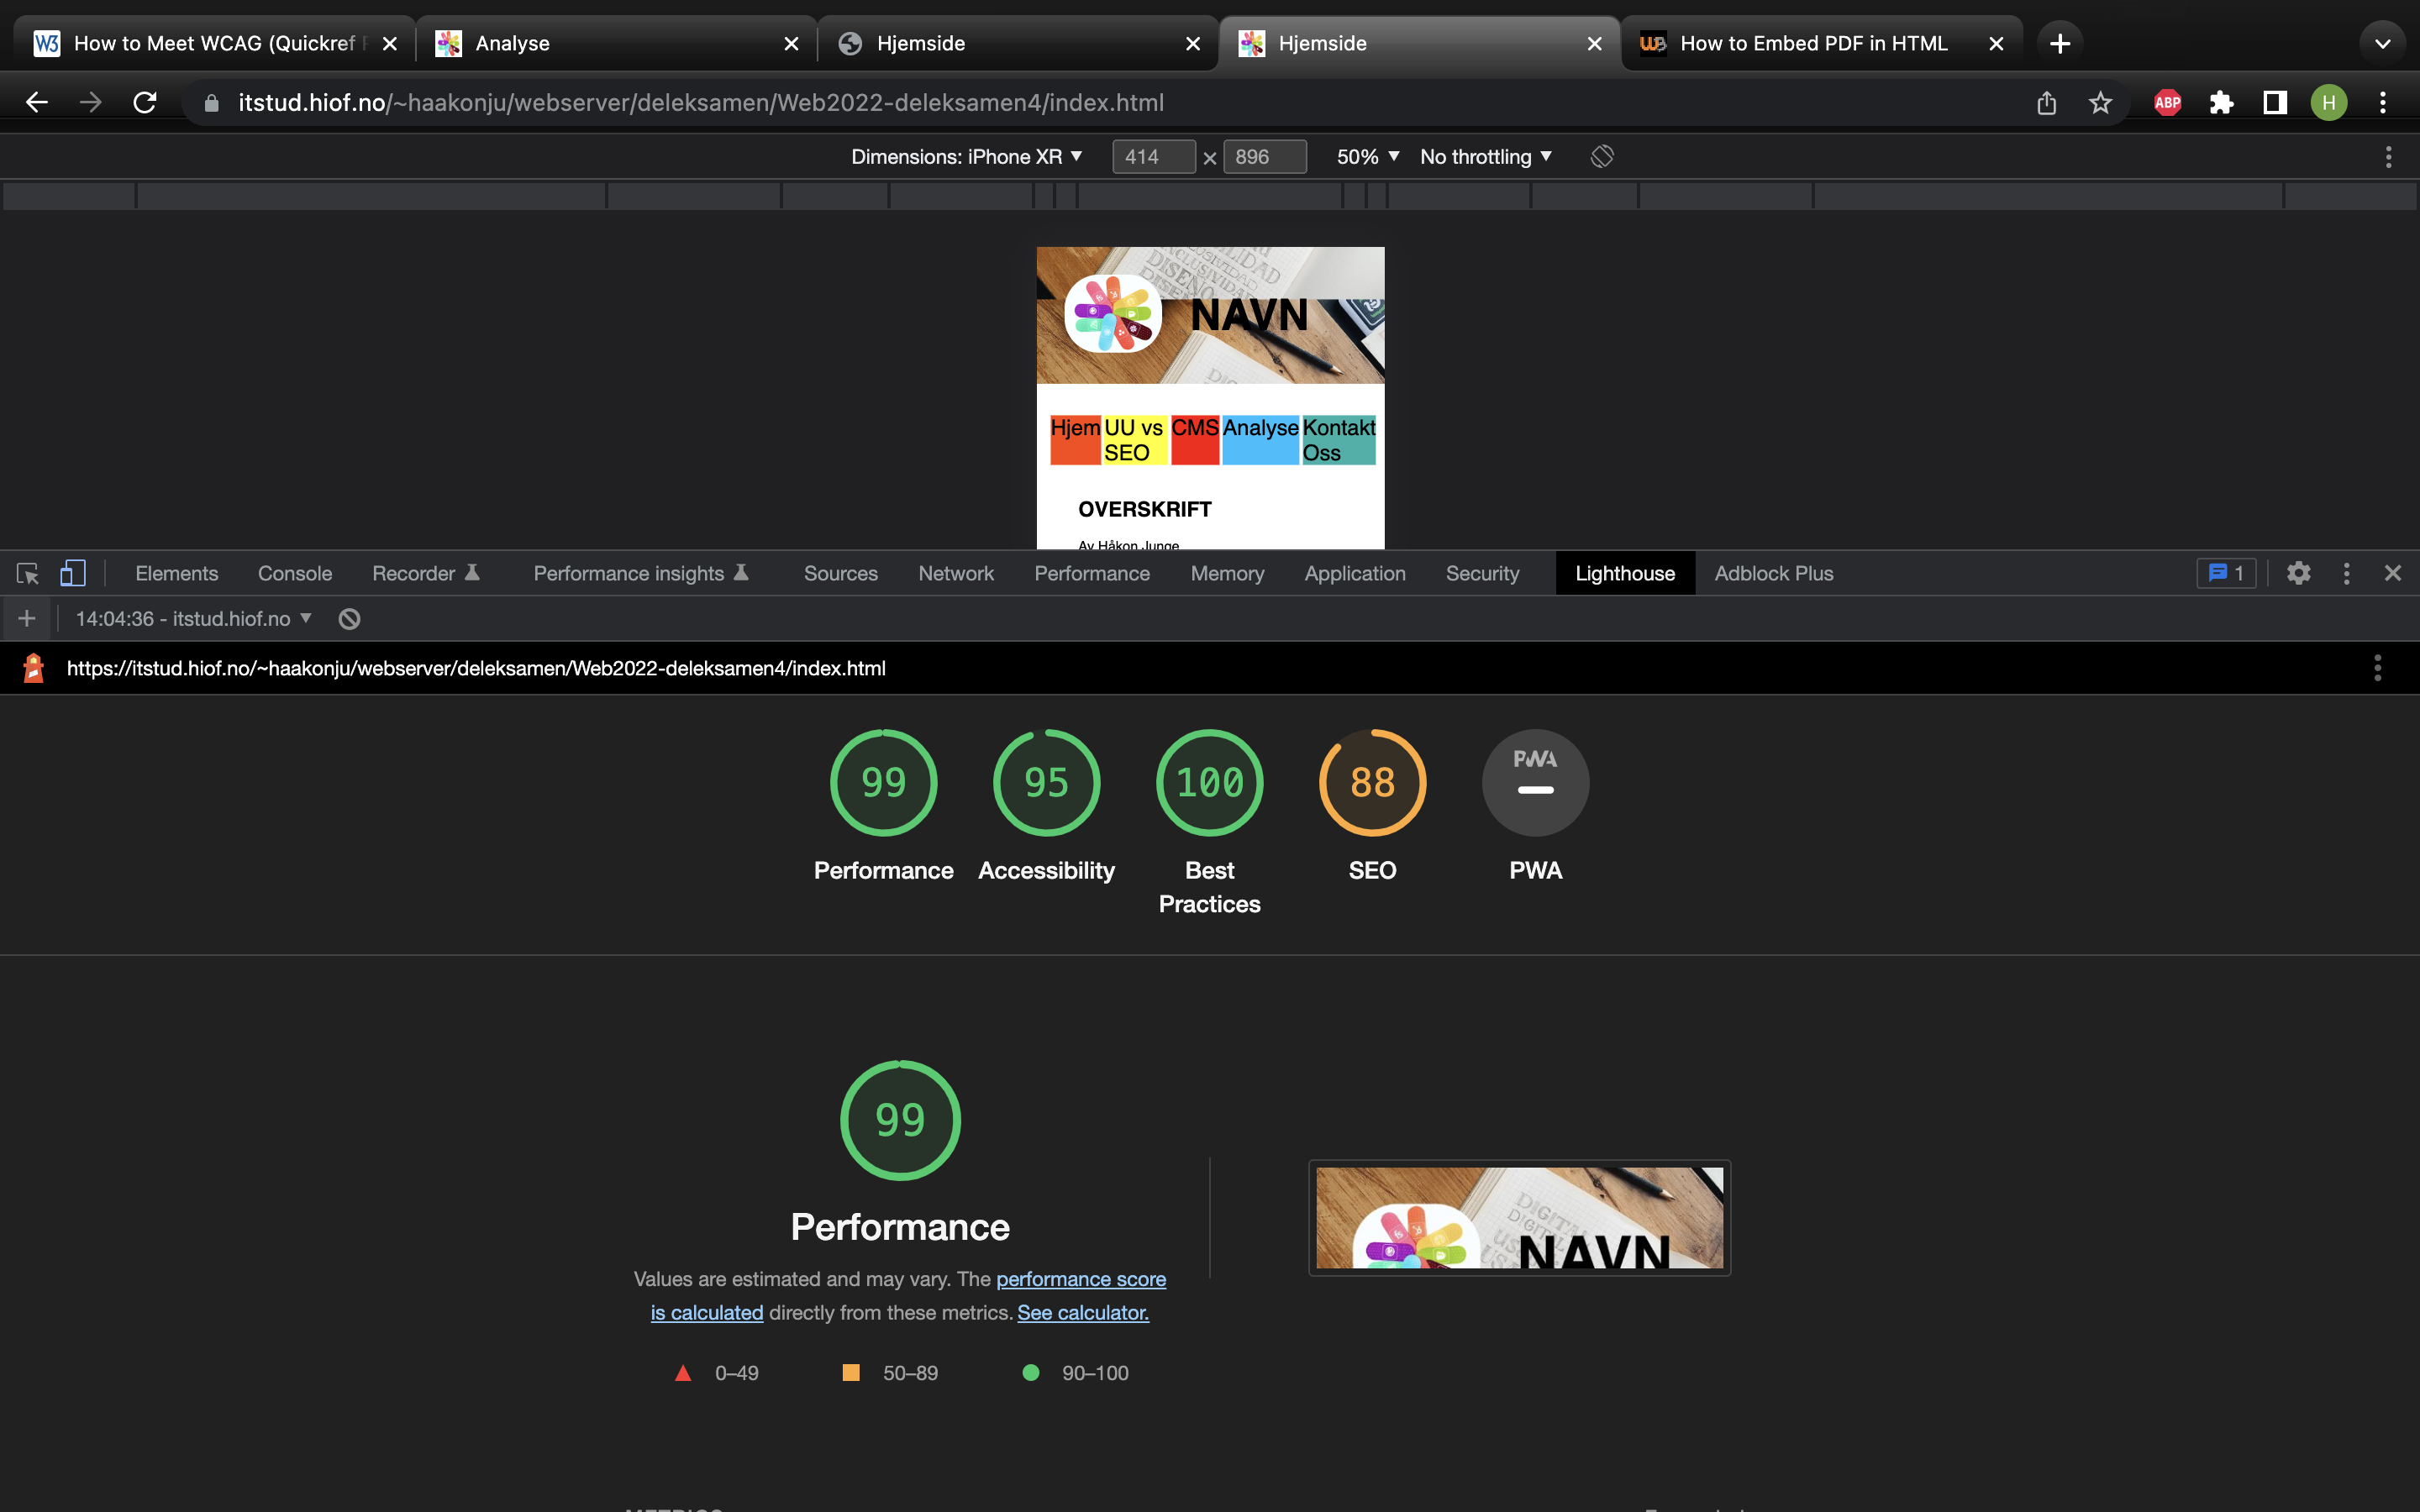 How to Meet WCAG (Quickref
Analyse
Hjemside
Hjemside
How to Embed PDF in HTML
itstud.hiof.no/~haakonju/webserver/deleksamen/Web2022-deleksamen4/index.html
ABP
H
Dimensions: iPhone XR
414 × 896
50%
No throttling
DISENO
NAVN
Hjem
UU vs SEO
CMS
Analyse
Kontakt Oss
OVERSKRIFT
Av Håkon Junge
Elements
Console
Recorder
Performance insights
Sources
Network
Performance
Memory
Application
Security
Lighthouse
Adblock Plus
1
14:04:36 - itstud.hiof.no
https://itstud.hiof.no/~haakonju/webserver/deleksamen/Web2022-deleksamen4/index.html
99
95
100
88
PWA
Performance
Accessibility
Best Practices
SEO
PWA
99
Performance
Values are estimated and may vary. The performance score
is calculated directly from these metrics. See calculator.
0–49
50–89
90–100
NAVN